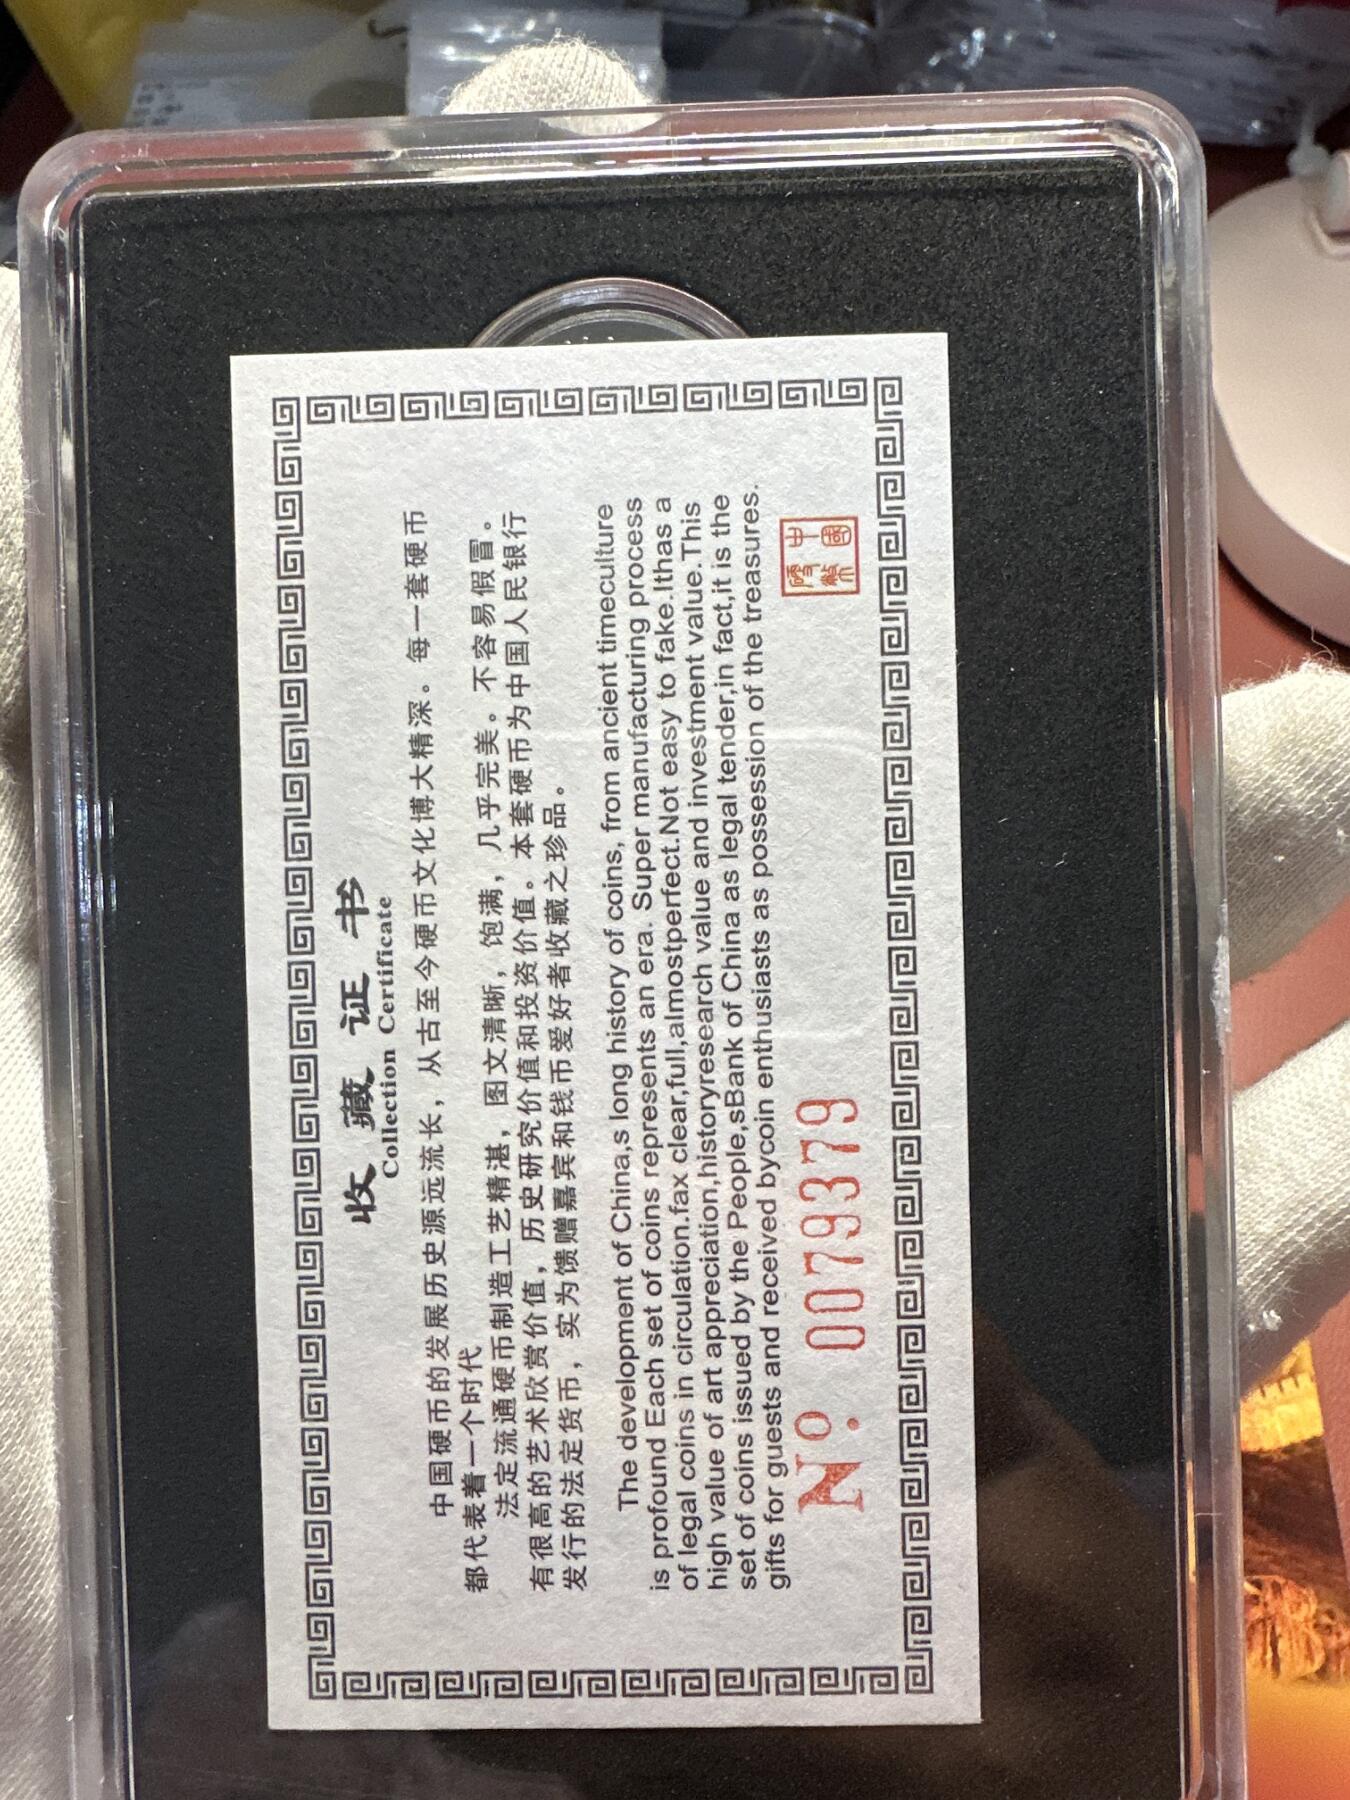 收藏证书
Collection Certificate
中国硬币的发展历史源远流长，从古至今硬币文化博大精深。每一套硬币
都代表着一个时代
法定流通硬币制造工艺精湛，图文清晰，饱满，几乎完美。不容易假冒。
有很高的艺术欣赏价值，历史研究价值和投资价值。本套硬币为中国人民银行
发行的法定货币，实为馈赠嘉宾和钱币爱好者收藏之珍品。
The development of China,s long history of coins, from ancient timeculture
is profound Each set of coins represents an era. Super manufacturing process
of legal coins in circulation.fax clear,full,almostperfect.Not easy to fake.Ithas a
high value of art appreciation,historyresearch value and investment value.This
set of coins issued by the People,sBank of China as legal tender,in fact,it is the
gifts for guests and received bycoin enthusiasts as possession of the treasures.
No. 0079379
中國